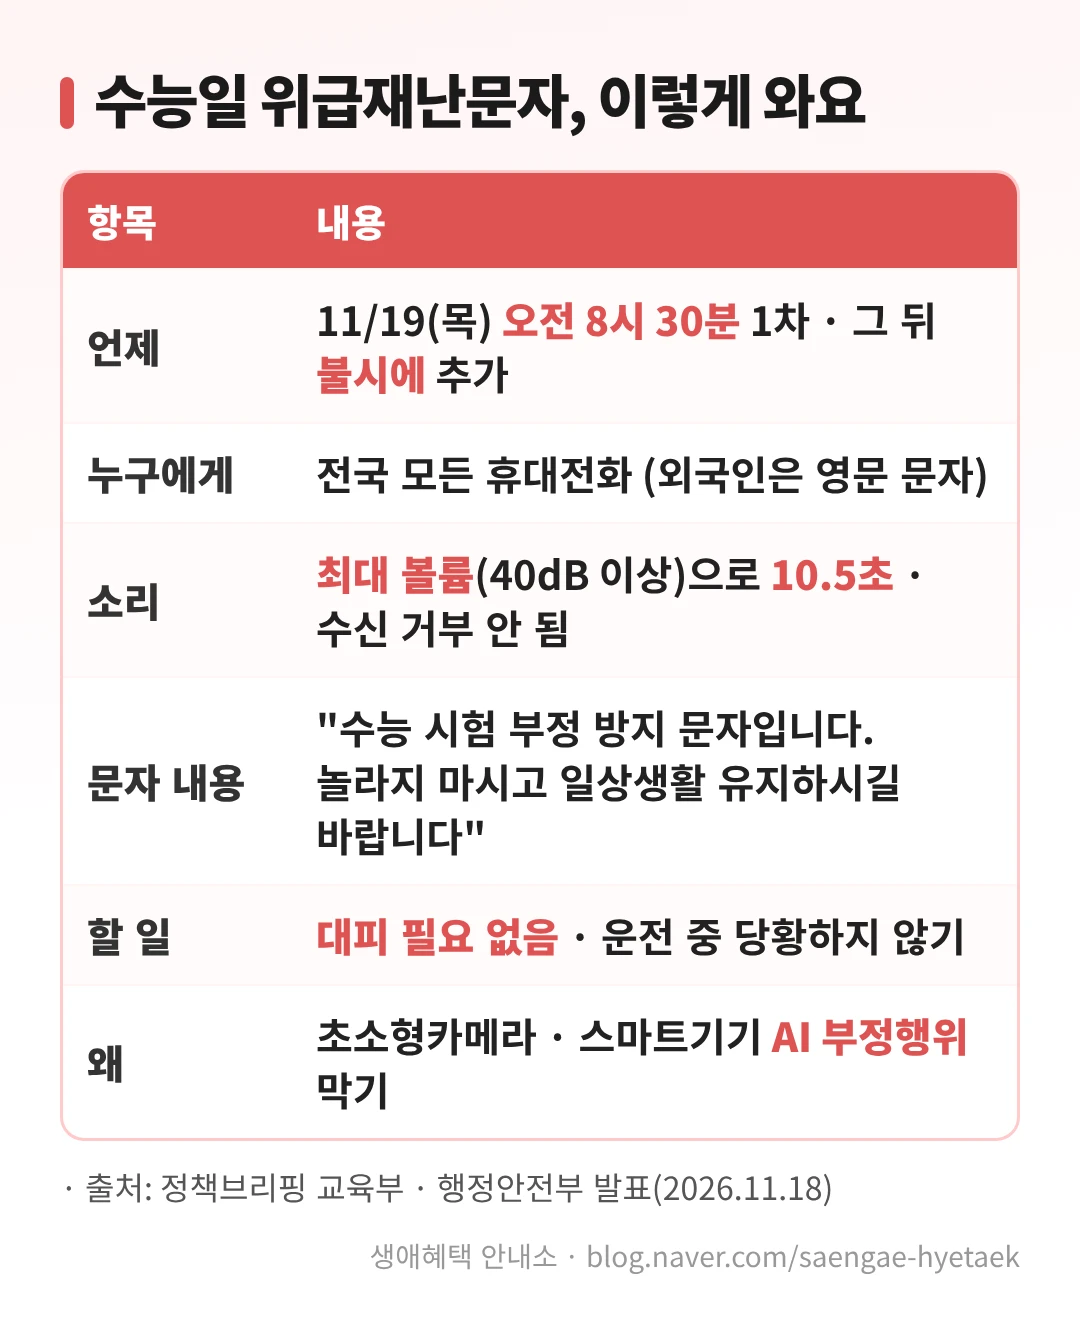 수능일 위급재난문자, 이렇게 와요
항목 내용
언제 11/19(목) 오전 8시 30분 1차 · 그 뒤
불시에 추가
누구에게 전국 모든 휴대전화 (외국인은 영문 문자)
소리 최대 볼륨(40dB 이상)으로 10.5초 ·
수신 거부 안 됨
문자 내용 "수능 시험 부정 방지 문자입니다.
놀라지 마시고 일상생활 유지하시길
바랍니다"
할 일 대피 필요 없음 · 운전 중 당황하지 않기
왜 초소형카메라 · 스마트기기 AI 부정행위
막기
· 출처: 정책브리핑 교육부 · 행정안전부 발표(2026.11.18)
생애혜택 안내소 · blog.naver.com/saengae-hyetaek